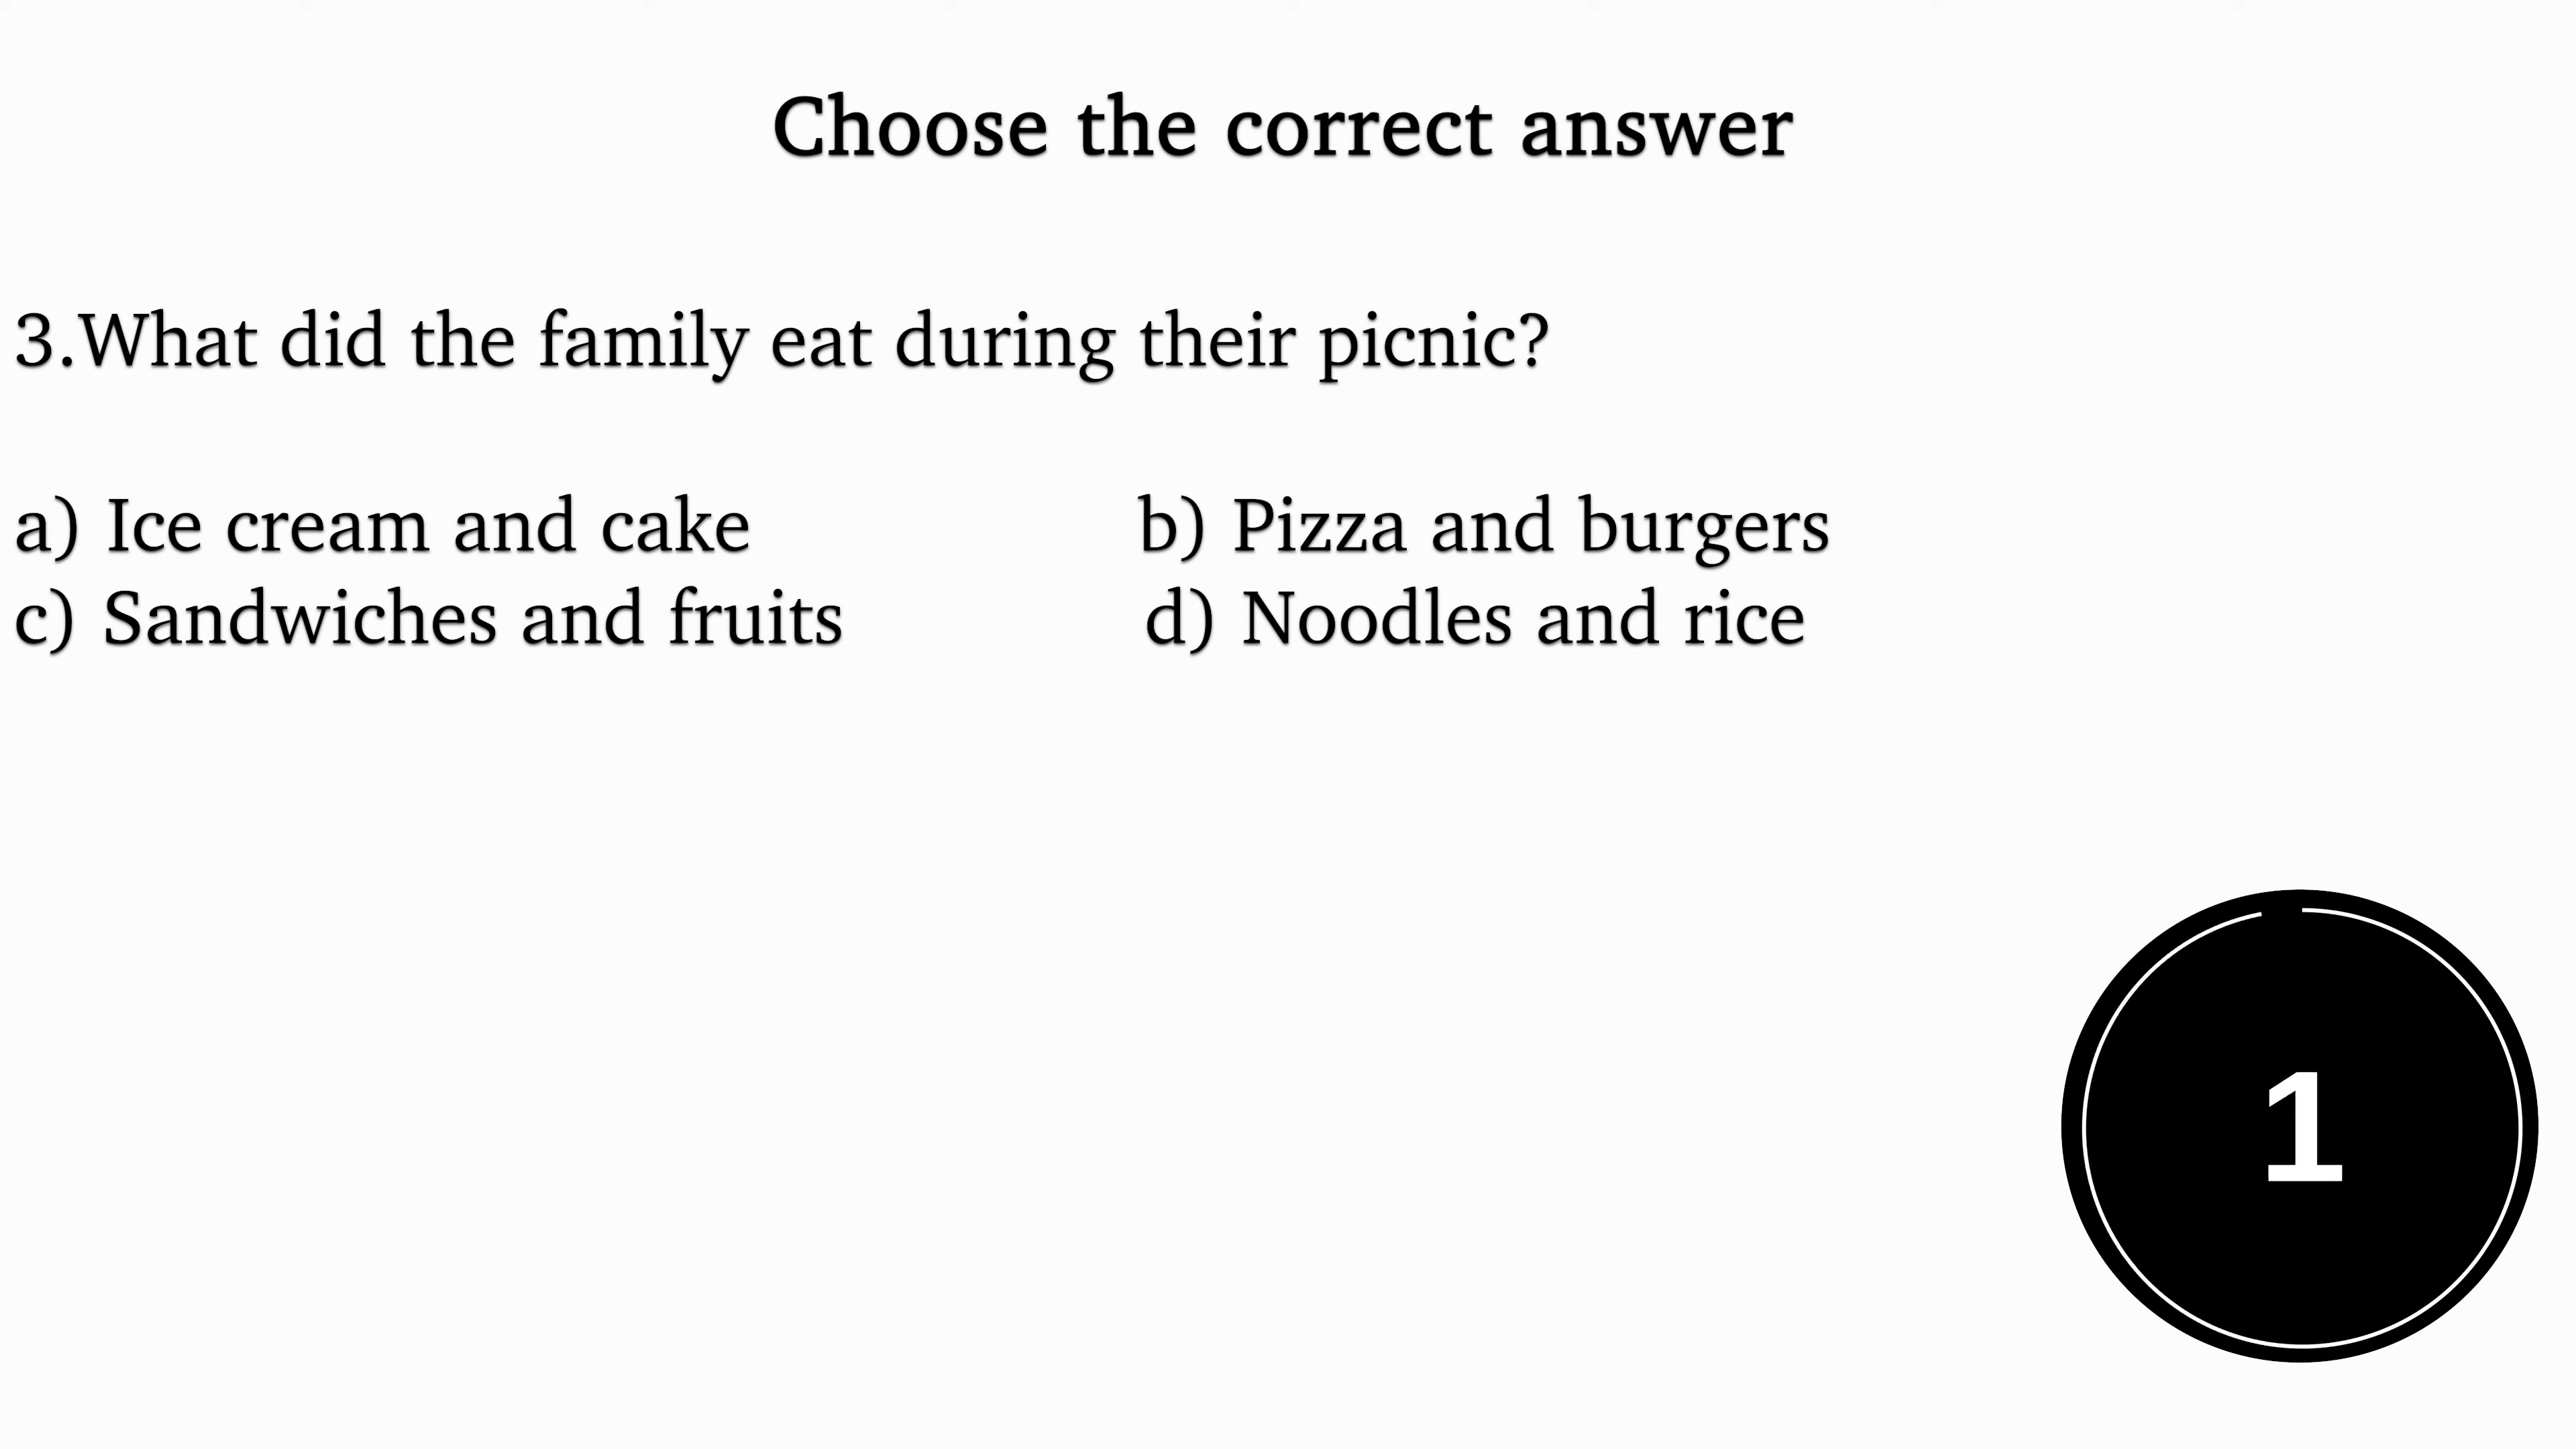 Choose the correct answer
3.What did the family eat during their picnic?
a) Ice cream and cake b) Pizza and burgers
c) Sandwiches and fruits d) Noodles and rice
1